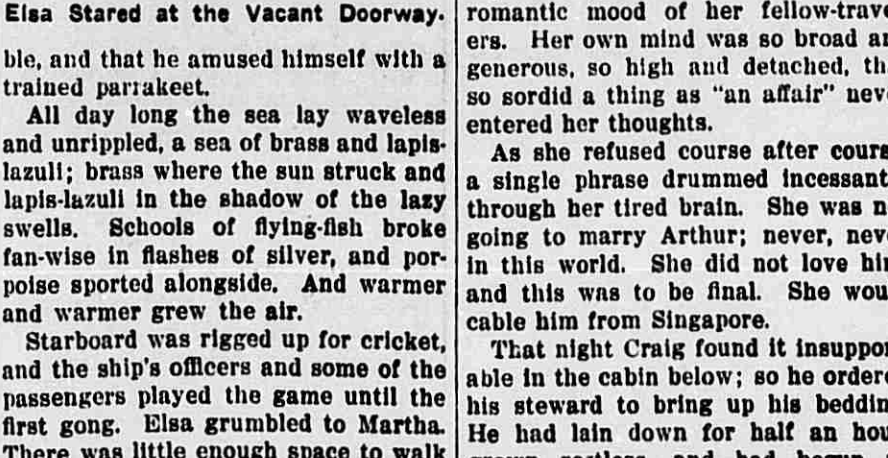 Elsa Stared at the Vacant Doorway.
ble, and that he amused himself with a
trained parrakeet.
All day long the sea lay waveless
and unrippled, a sea of brass and lapis-
lazuli; brass where the sun struck and
lapis-lazuli in the shadow of the lazy
swells. Schools of flying-fish broke
fan-wise in flashes of silver, and por-
poise sported alongside. And warmer
and warmer grew the air.
Starboard was rigged up for cricket,
and the ship's officers and some of the
passengers played the game until the
first gong. Elsa grumbled to Martha.
There was little enough space to walk
romantic mood of her fellow-trave
ers. Her own mind was so broad an
generous, so high and detached, th
so sordid a thing as "an affair" neve
entered her thoughts.
As she refused course after cours
a single phrase drummed incessant
through her tired brain. She was n
going to marry Arthur; never, neve
in this world. She did not love hi
and this was to be final. She wou
cable him from Singapore.
That night Craig found it insuppor
able in the cabin below; so he ordere
his steward to bring up his beddin
He had lain down for half an hou
grown restless, and had begun